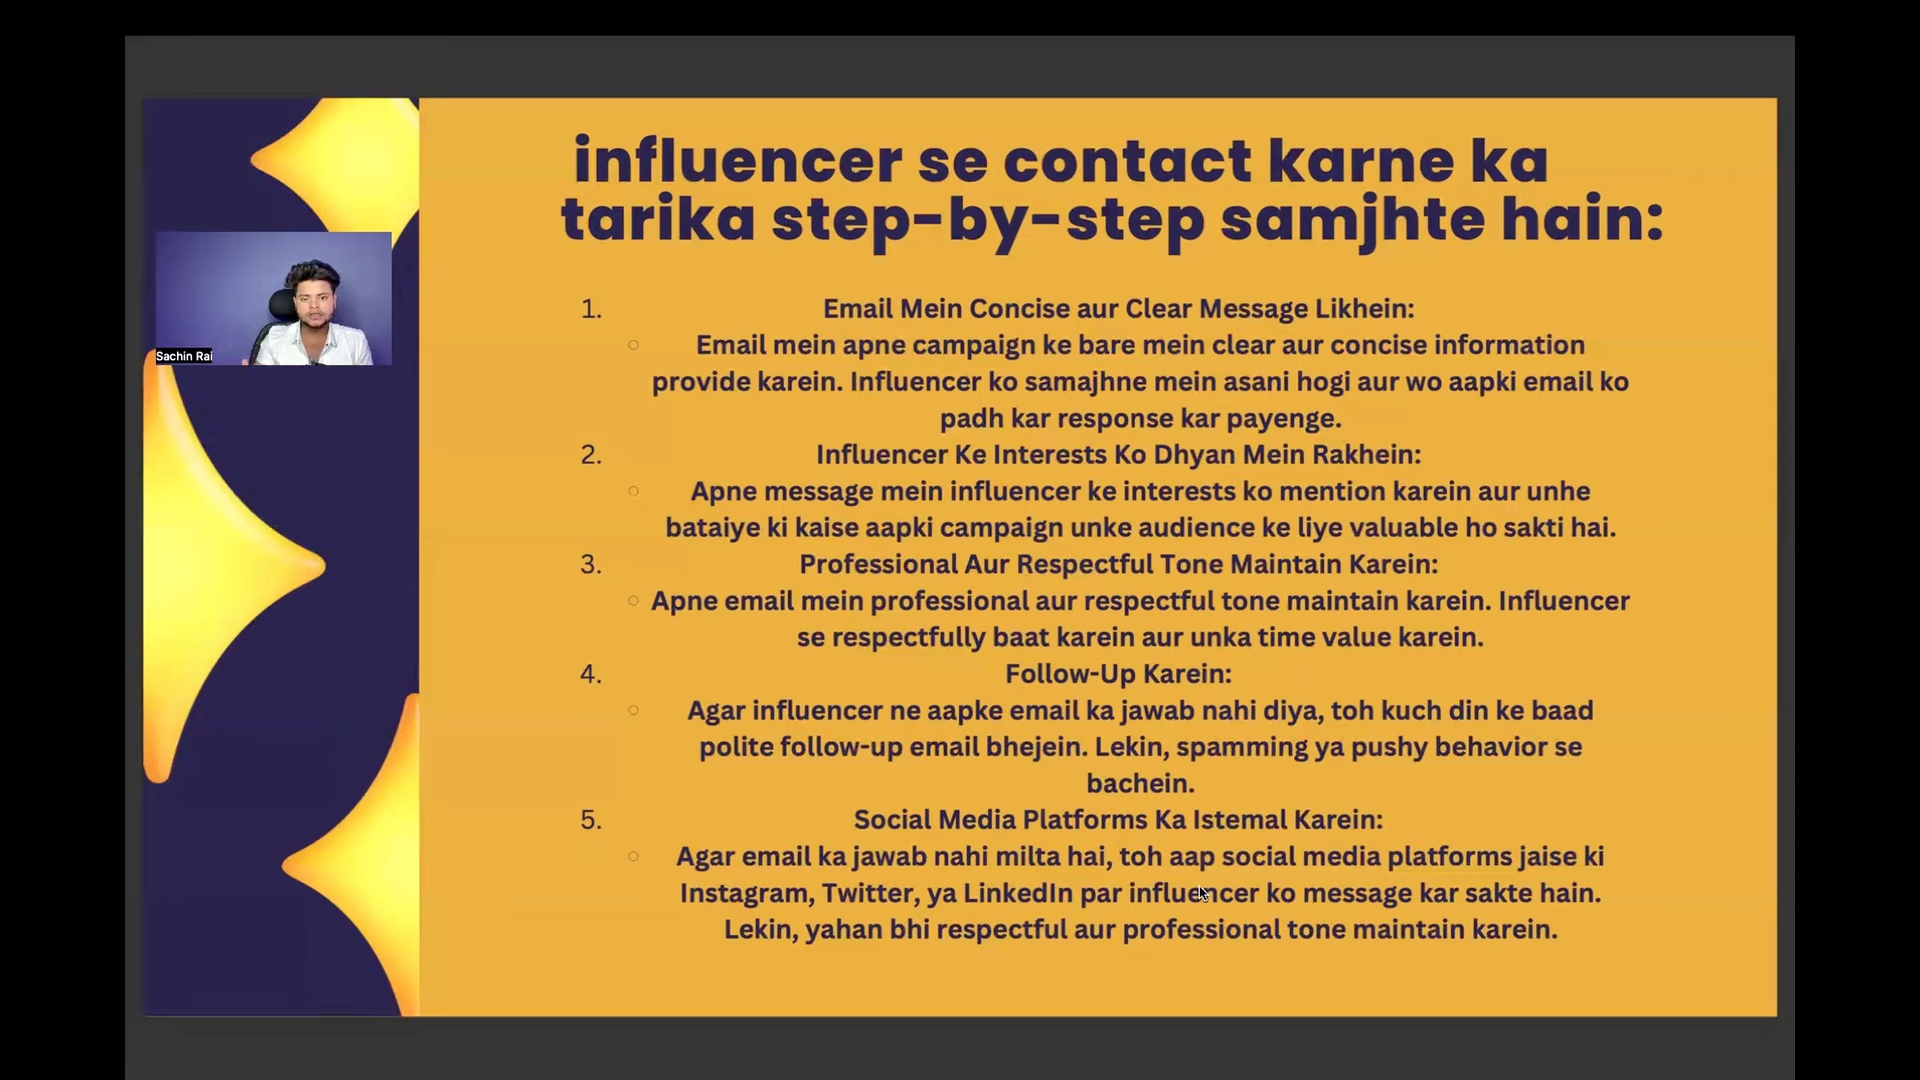 influencer se contact karne ka
tarika step-by-step samjhte hain:
Sachin Rai
1. Email Mein Concise aur Clear Message Likhein:
Email mein apne campaign ke bare mein clear aur concise information
provide karein. Influencer ko samajhne mein asani hogi aur wo aapki email ko
padh kar response kar payenge.
2. Influencer Ke Interests Ko Dhyan Mein Rakhein:
Apne message mein influencer ke interests ko mention karein aur unhe
bataiye ki kaise aapki campaign unke audience ke liye valuable ho sakti hai.
3. Professional Aur Respectful Tone Maintain Karein:
Apne email mein professional aur respectful tone maintain karein. Influencer
se respectfully baat karein aur unka time value karein.
4. Follow-Up Karein:
Agar influencer ne aapke email ka jawab nahi diya, toh kuch din ke baad
polite follow-up email bhejein. Lekin, spamming ya pushy behavior se
bachein.
5. Social Media Platforms Ka Istemal Karein:
Agar email ka jawab nahi milta hai, toh aap social media platforms jaise ki
Instagram, Twitter, ya LinkedIn par influencer ko message kar sakte hain.
Lekin, yahan bhi respectful aur professional tone maintain karein.